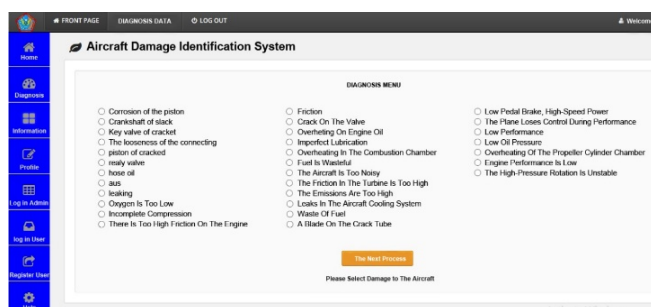 FRONT PAGE
DIAGNOSIS DATA
LOG OUT
Welcome
Home
Diagnosis
Information
Profile
Log in Admin
log in User
Register User
Help
Aircraft Damage Identification System
DIAGNOSIS MENU
Corrosion of the piston
Crankshaft of slack
Key valve of cracket
The looseness of the connecting
piston of cracked
realy valve
hose oil
aus
leaking
Oxygen Is Too Low
Incomplete Compression
There Is Too High Friction On The Engine
Friction
Crack On The Valve
Overheting On Engine Oil
Imperfect Lubrication
Overheating In The Combustion Chamber
Fuel Is Wasteful
The Aircraft Is Too Noisy
The Friction In The Turbine Is Too High
The Emissions Are Too High
Leaks In The Aircraft Cooling System
Waste Of Fuel
A Blade On The Crack Tube
Low Pedal Brake, High-Speed Power
The Plane Loses Control During Performance
Low Performance
Low Oil Pressure
Overheating Of The Propeller Cylinder Chamber
Engine Performance Is Low
The High-Pressure Rotation Is Unstable
The Next Process
Please Select Damage to The Aircraft